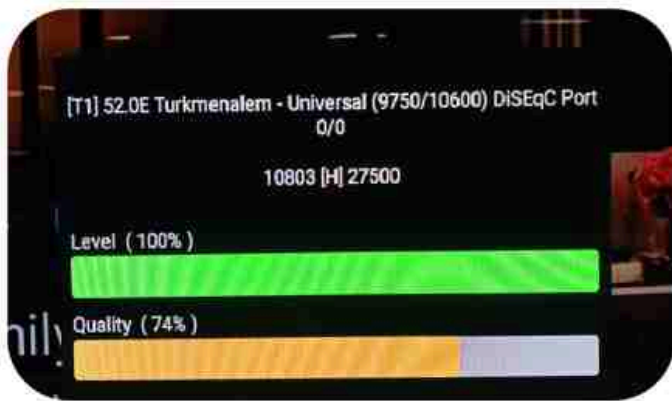 [T1] 52.0E Turkmenalem - Universal (9750/10600) DiSEqC Port
0/0
10803 [H] 27500
Level ( 100% )
Quality ( 74% )